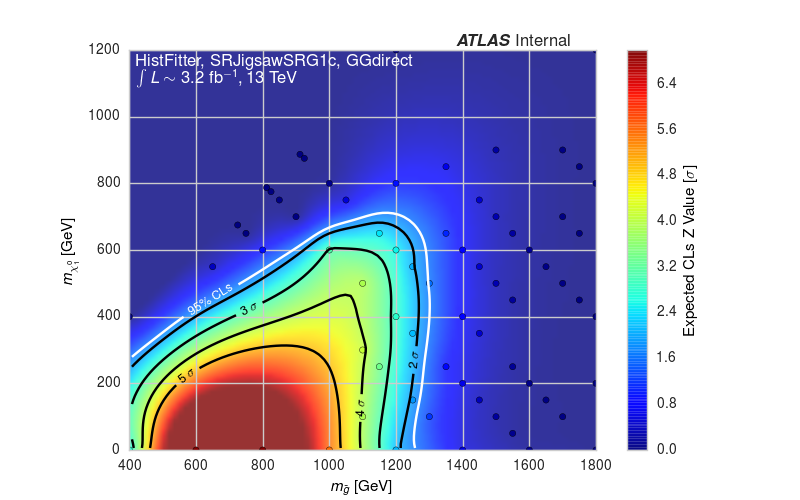 ATLAS Internal
HistFitter, SRJigsawSRG1c, GGdirect
∫ L ∼ 3.2 fb⁻¹, 13 TeV
1200
1000
800
600
400
200
0
m_χ̃₁⁰ [GeV]
95% CLs
3 σ
5 σ
4 σ
2 σ
400
600
800
1000
1200
1400
1600
1800
m_g̃ [GeV]
6.4
5.6
4.8
4.0
3.2
2.4
1.6
0.8
0.0
Expected CLs Z Value [σ]